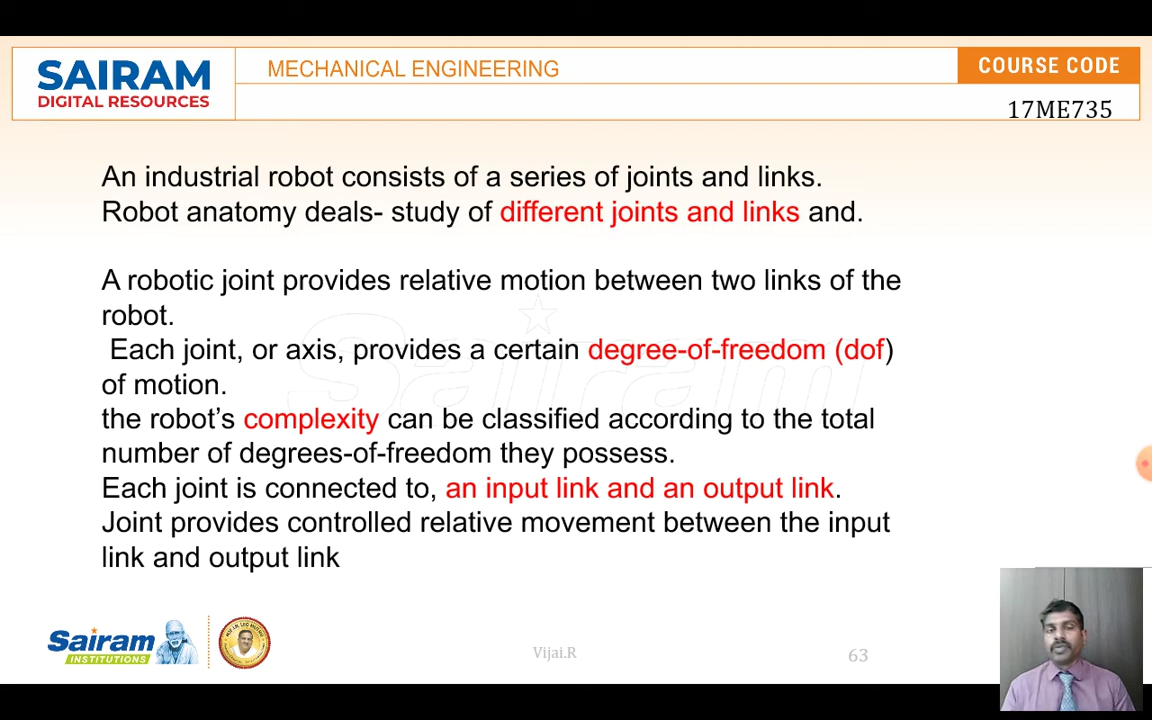 SAIRAM
DIGITAL RESOURCES
MECHANICAL ENGINEERING
COURSE CODE
17ME735
An industrial robot consists of a series of joints and links.
Robot anatomy deals- study of different joints and links and.
A robotic joint provides relative motion between two links of the
robot.
Each joint, or axis, provides a certain degree-of-freedom (dof)
of motion.
the robot’s complexity can be classified according to the total
number of degrees-of-freedom they possess.
Each joint is connected to, an input link and an output link.
Joint provides controlled relative movement between the input
link and output link
Sairam
Sairam
INSTITUTIONS
Vijai.R
63